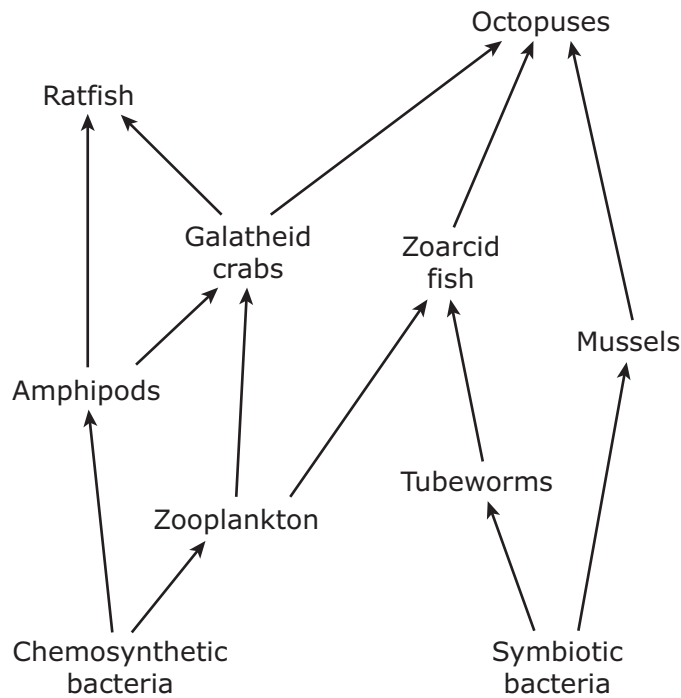 Octopuses
Ratfish
Galatheid
crabs
Zoarcid
fish
Mussels
Amphipods
Tubeworms
Zooplankton
Chemosynthetic
bacteria
Symbiotic
bacteria